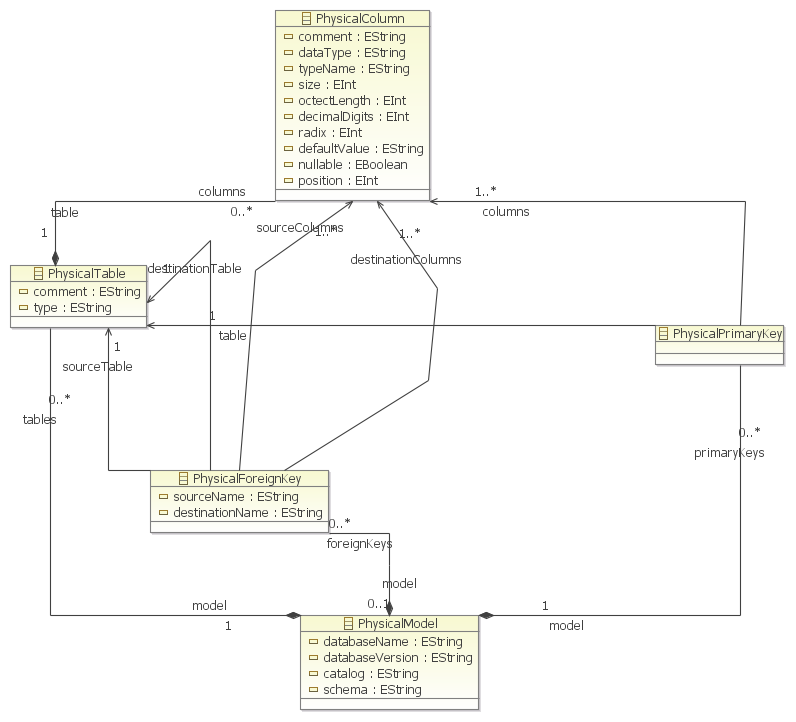 PhysicalColumn
comment : EString
dataType : EString
typeName : EString
size : EInt
octectLength : EInt
decimalDigits : EInt
radix : EInt
defaultValue : EString
nullable : EBoolean
position : EInt
columns
1..*
table
0..*
columns
1
sourceColumns
1..*
1..*
destinationColumns
PhysicalTable
comment : EString
type : EString
destinationTable
1
1
table
PhysicalPrimaryKey
1
sourceTable
0..*
tables
0..*
primaryKeys
PhysicalForeignKey
sourceName : EString
destinationName : EString
0..*
foreignKeys
model
0..1
model
1
1
model
PhysicalModel
databaseName : EString
databaseVersion : EString
catalog : EString
schema : EString